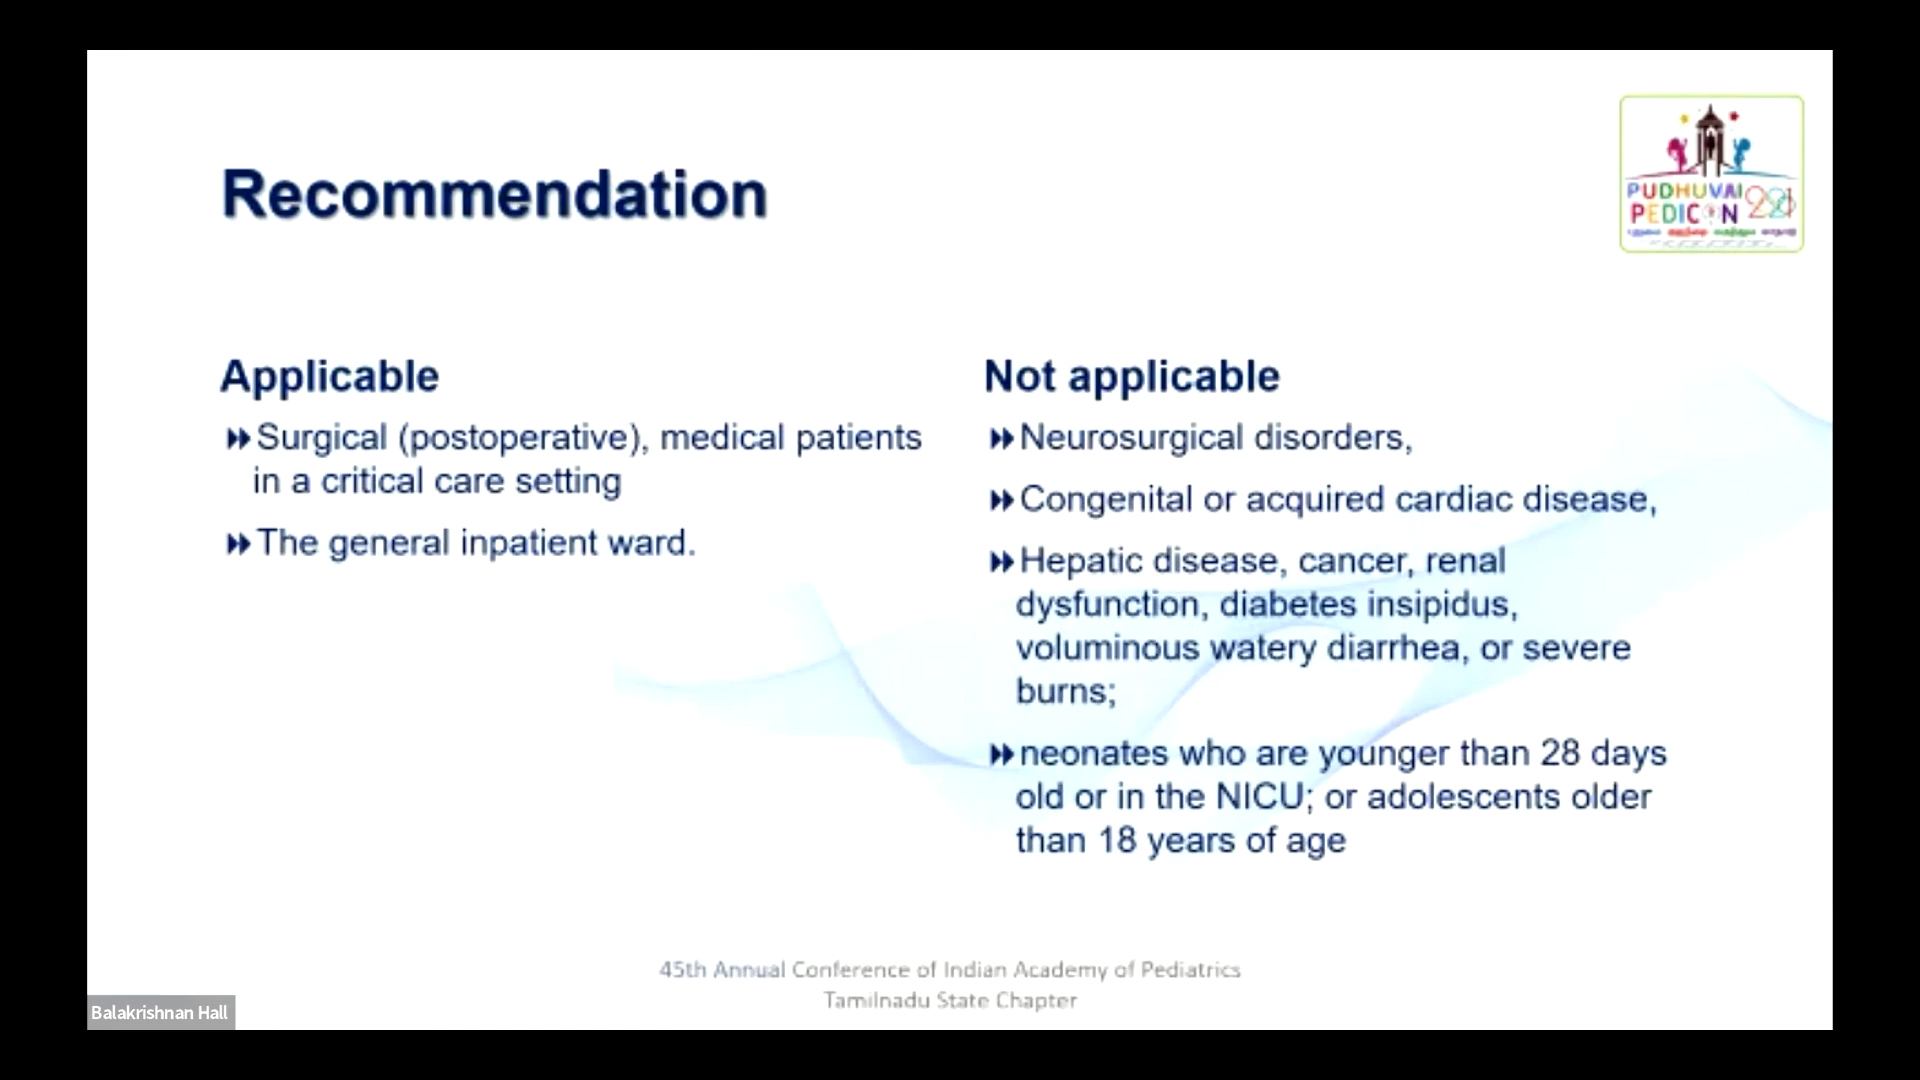 Recommendation
PUDHUVAI
PEDICON
Applicable
Surgical (postoperative), medical patients
in a critical care setting
The general inpatient ward.
Not applicable
Neurosurgical disorders,
Congenital or acquired cardiac disease,
Hepatic disease, cancer, renal
dysfunction, diabetes insipidus,
voluminous watery diarrhea, or severe
burns;
neonates who are younger than 28 days
old or in the NICU; or adolescents older
than 18 years of age
45th Annual Conference of Indian Academy of Pediatrics
Tamilnadu State Chapter
Balakrishnan Hall